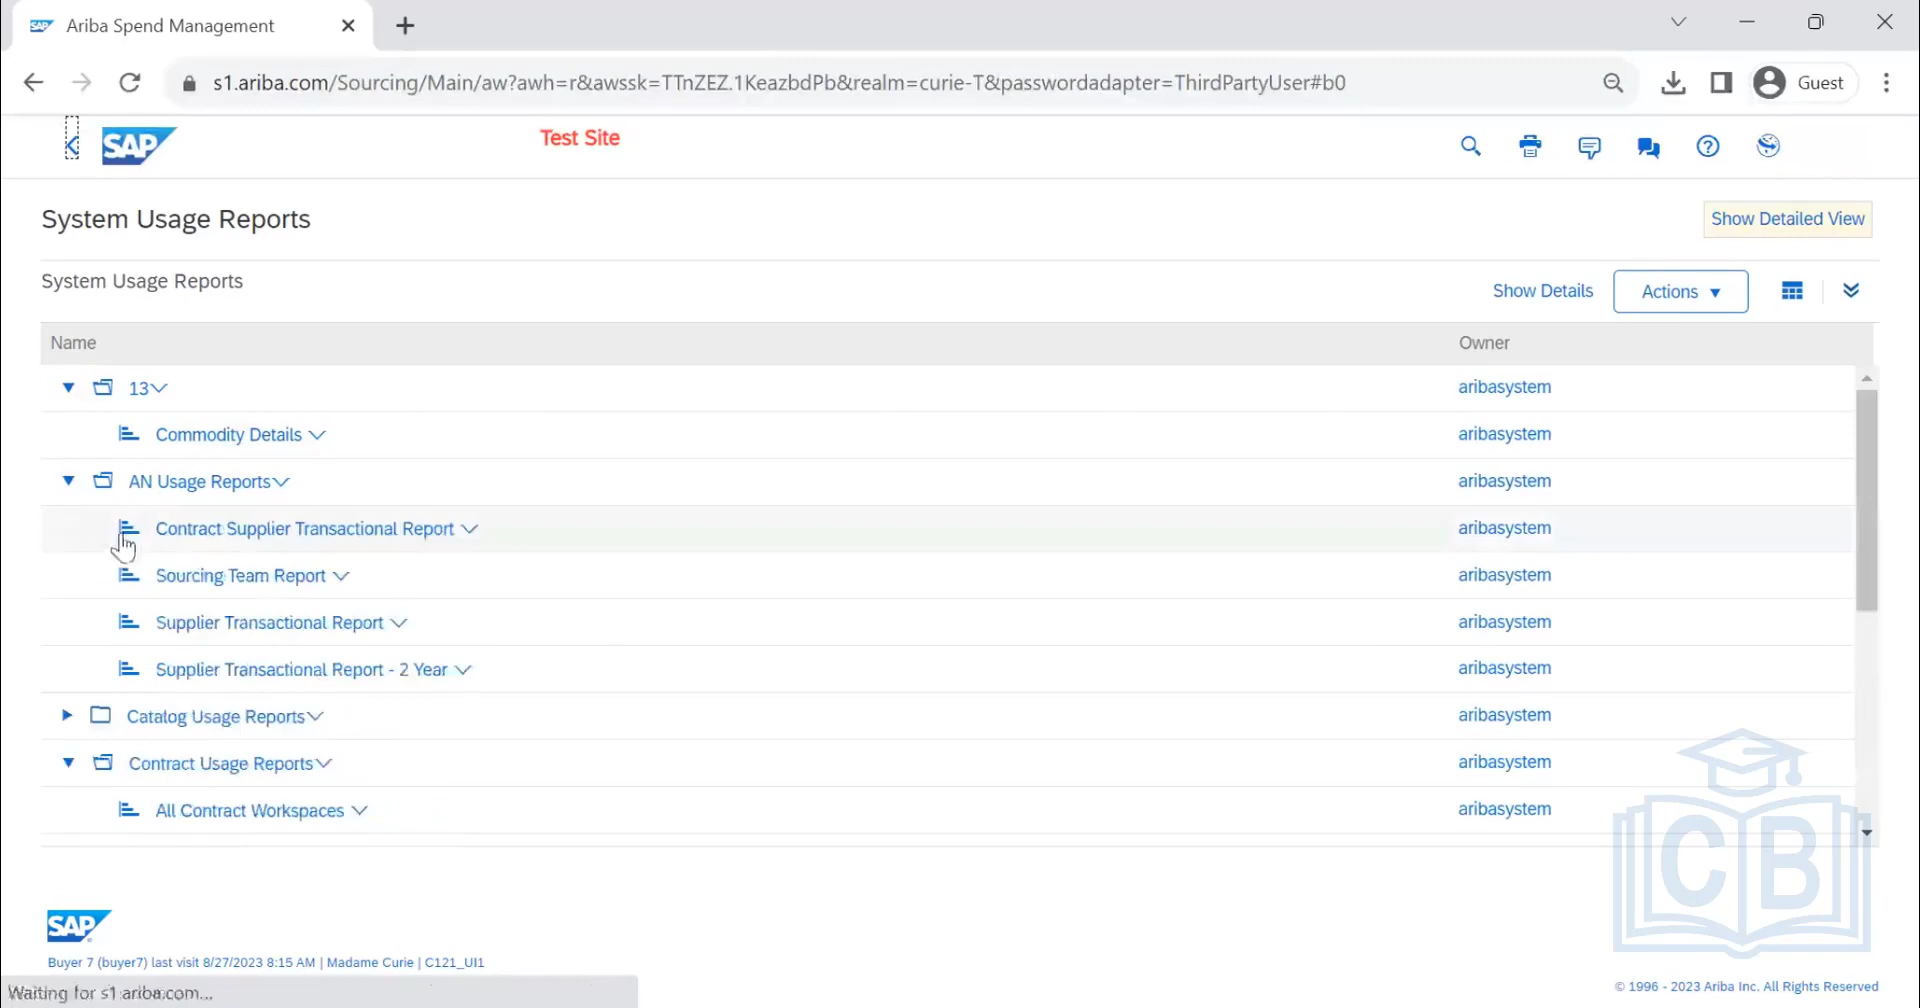 SAP Ariba Spend Management
s1.ariba.com/Sourcing/Main/aw?awh=r&awssk=TTnZEZ.1KeazbdPb&realm=curie-T&passwordadapter=ThirdPartyUser#b0
Guest
SAP
Test Site
System Usage Reports
Show Detailed View
System Usage Reports
Show Details
Actions
Name Owner
13 aribasystem
Commodity Details aribasystem
AN Usage Reports aribasystem
Contract Supplier Transactional Report aribasystem
Sourcing Team Report aribasystem
Supplier Transactional Report aribasystem
Supplier Transactional Report - 2 Year aribasystem
Catalog Usage Reports aribasystem
Contract Usage Reports aribasystem
All Contract Workspaces aribasystem
CB
SAP
Buyer 7 (buyer7) last visit 8/27/2023 8:15 AM | Madame Curie | C121_UI1
Waiting for s1.ariba.com...
© 1996 - 2023 Ariba Inc. All Rights Reserved